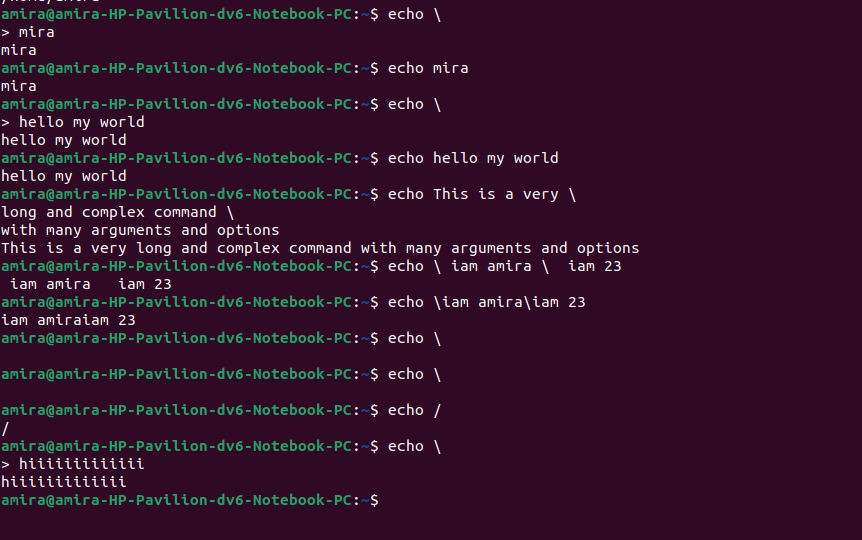 amira@amira-HP-Pavilion-dv6-Notebook-PC:~$ echo \
> mira
mira
amira@amira-HP-Pavilion-dv6-Notebook-PC:~$ echo mira
mira
amira@amira-HP-Pavilion-dv6-Notebook-PC:~$ echo \
> hello my world
hello my world
amira@amira-HP-Pavilion-dv6-Notebook-PC:~$ echo hello my world
hello my world
amira@amira-HP-Pavilion-dv6-Notebook-PC:~$ echo This is a very \
long and complex command \
with many arguments and options
This is a very long and complex command with many arguments and options
amira@amira-HP-Pavilion-dv6-Notebook-PC:~$ echo \ iam amira \  iam 23
 iam amira   iam 23
amira@amira-HP-Pavilion-dv6-Notebook-PC:~$ echo \iam amira\iam 23
iam amiraiam 23
amira@amira-HP-Pavilion-dv6-Notebook-PC:~$ echo \
amira@amira-HP-Pavilion-dv6-Notebook-PC:~$ echo \
amira@amira-HP-Pavilion-dv6-Notebook-PC:~$ echo /
/
amira@amira-HP-Pavilion-dv6-Notebook-PC:~$ echo \
> hiiiiiiiiiiiii
hiiiiiiiiiiiii
amira@amira-HP-Pavilion-dv6-Notebook-PC:~$